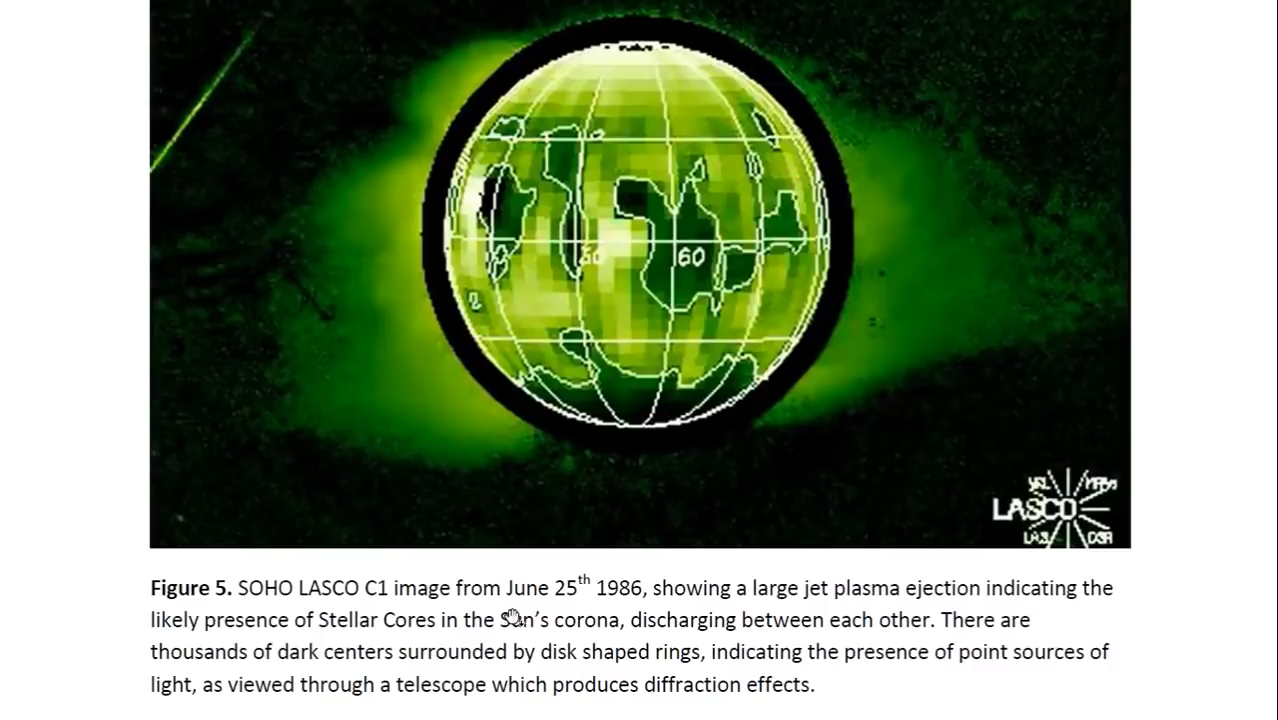 60
LASCO
Figure 5. SOHO LASCO C1 image from June 25th 1986, showing a large jet plasma ejection indicating the
likely presence of Stellar Cores in the Sun’s corona, discharging between each other. There are
thousands of dark centers surrounded by disk shaped rings, indicating the presence of point sources of
light, as viewed through a telescope which produces diffraction effects.